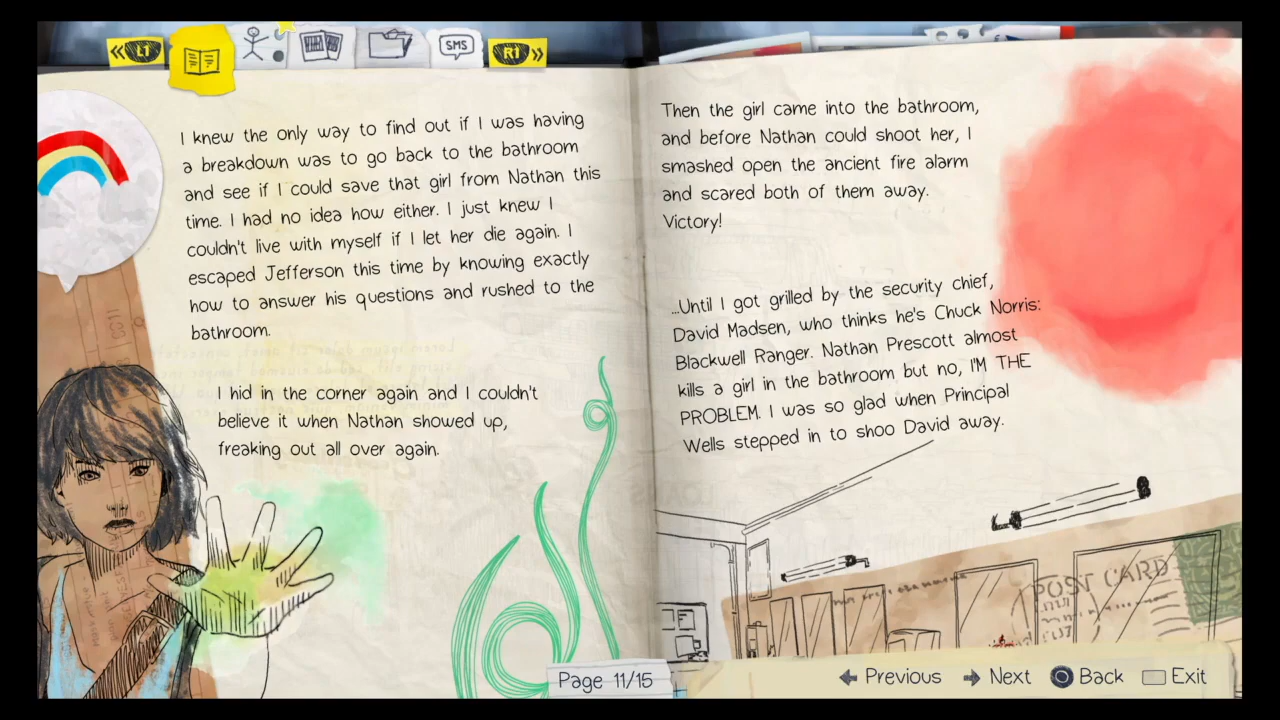 L1
SMS
R1
I knew the only way to find out if I was having
a breakdown was to go back to the bathroom
and see if I could save that girl from Nathan this
time. I had no idea how either. I just knew I
couldn't live with myself if I let her die again. I
escaped Jefferson this time by knowing exactly
how to answer his questions and rushed to the
bathroom.
I hid in the corner again and I couldn't
believe it when Nathan showed up,
freaking out all over again.
Then the girl came into the bathroom,
and before Nathan could shoot her, I
smashed open the ancient fire alarm
and scared both of them away.
Victory!
...Until I got grilled by the security chief,
David Madsen, who thinks he's Chuck Norris:
Blackwell Ranger. Nathan Prescott almost
kills a girl in the bathroom but no, I'M THE
PROBLEM. I was so glad when Principal
Wells stepped in to shoo David away.
POST CARD
Page 11/15
Previous
Next
Back
Exit